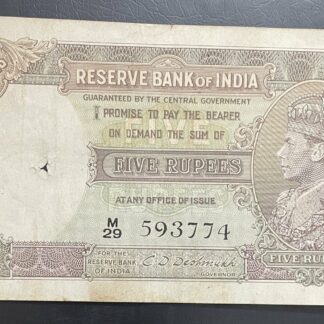 RESERVE BANK OF INDIA
GUARANTEED BY THE CENTRAL GOVERNMENT
I PROMISE TO PAY THE BEARER
FIVE
ON DEMAND THE SUM OF
FIVE RUPEES
RUPEES
AT ANY OFFICE OF ISSUE
M/29 593774
FOR THE RESERVE BANK OF INDIA
C. D. Deshmukh
GOVERNOR.
FIVE RU